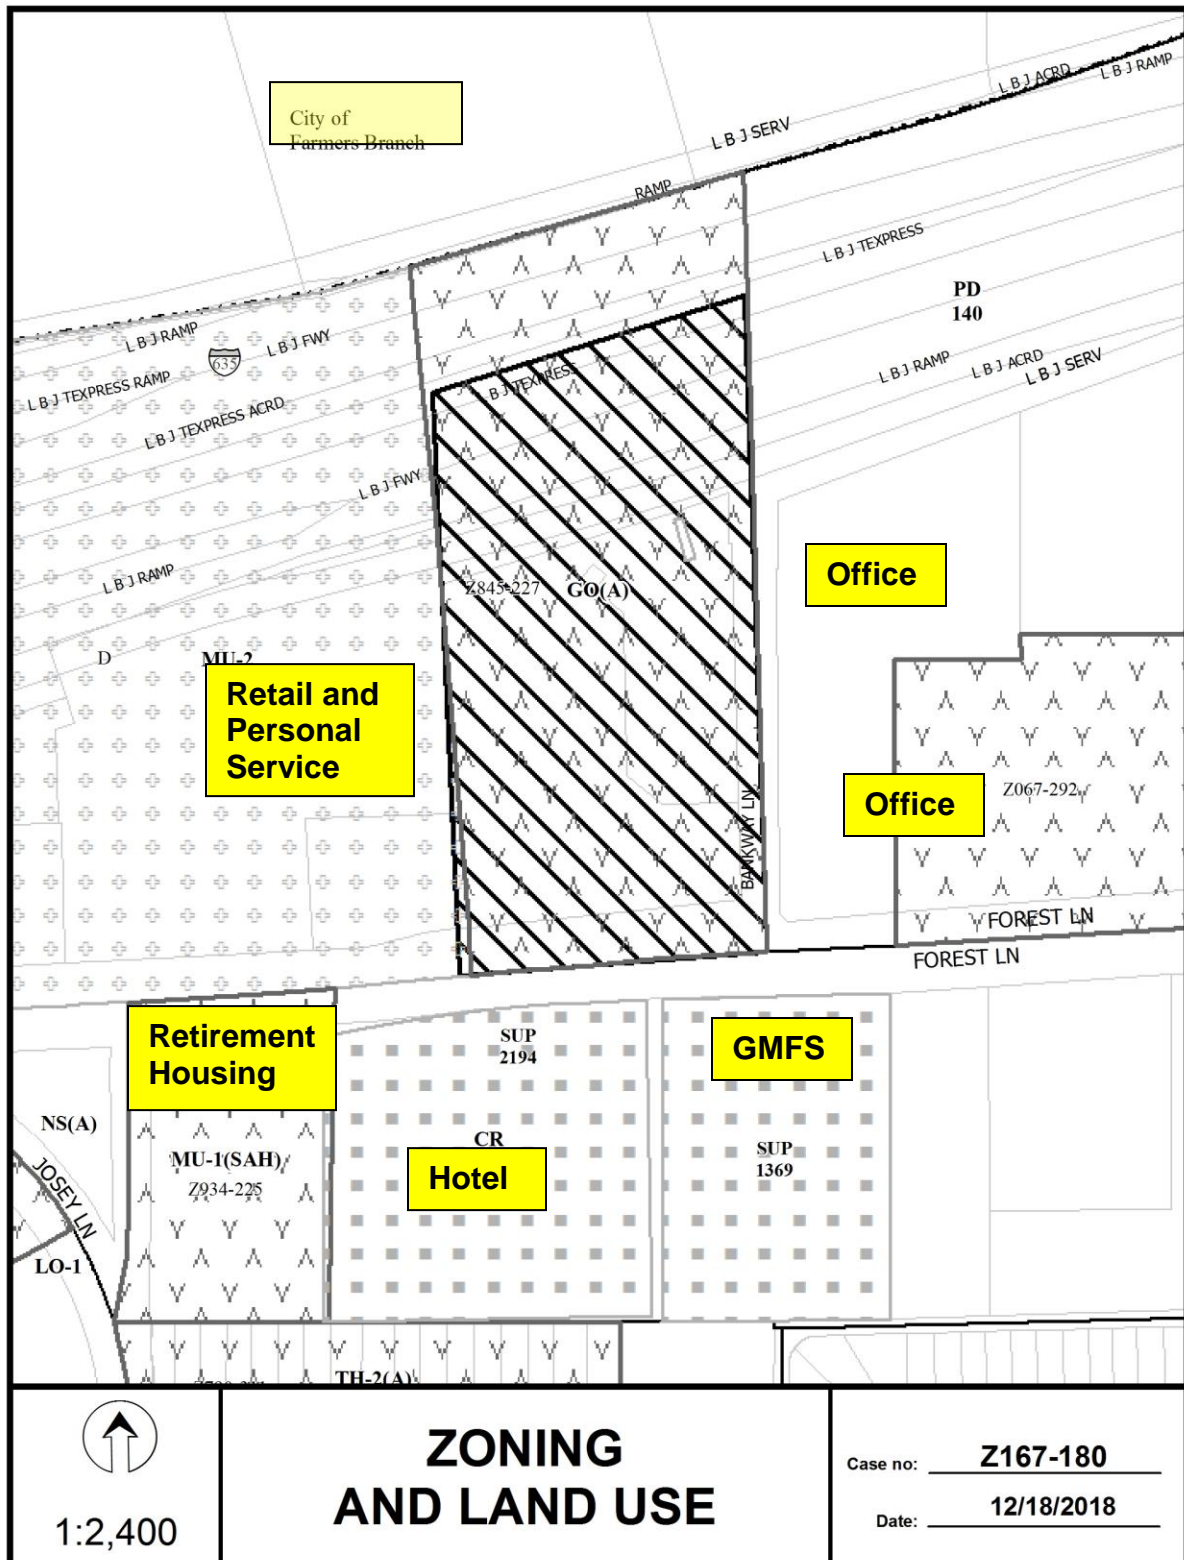 City of
Farmers Branch
L B J ACRD
L B J RAMP
L B J SERV
RAMP
L B J TEXPRESS
PD
140
L B J RAMP
L B J FWY
635
L B J RAMP
L B J ACRD
L B J SERV
L B J TEXPRESS RAMP
B J TEXPRESS
L B J TEXPRESS ACRD
L B J FWY
L B J RAMP
Z845-227
GO(A)
Office
D
MU-2
Retail and
Personal
Service
Office
Z067-292
BANKWAY LN
FOREST LN
FOREST LN
Retirement
Housing
SUP
2194
GMFS
NS(A)
JOSEY LN
MU-1(SAH)
Z934-225
CR
Hotel
SUP
1369
LO-1
TH-2(A)
1:2,400
ZONING
AND LAND USE
Case no: Z167-180
Date: 12/18/2018